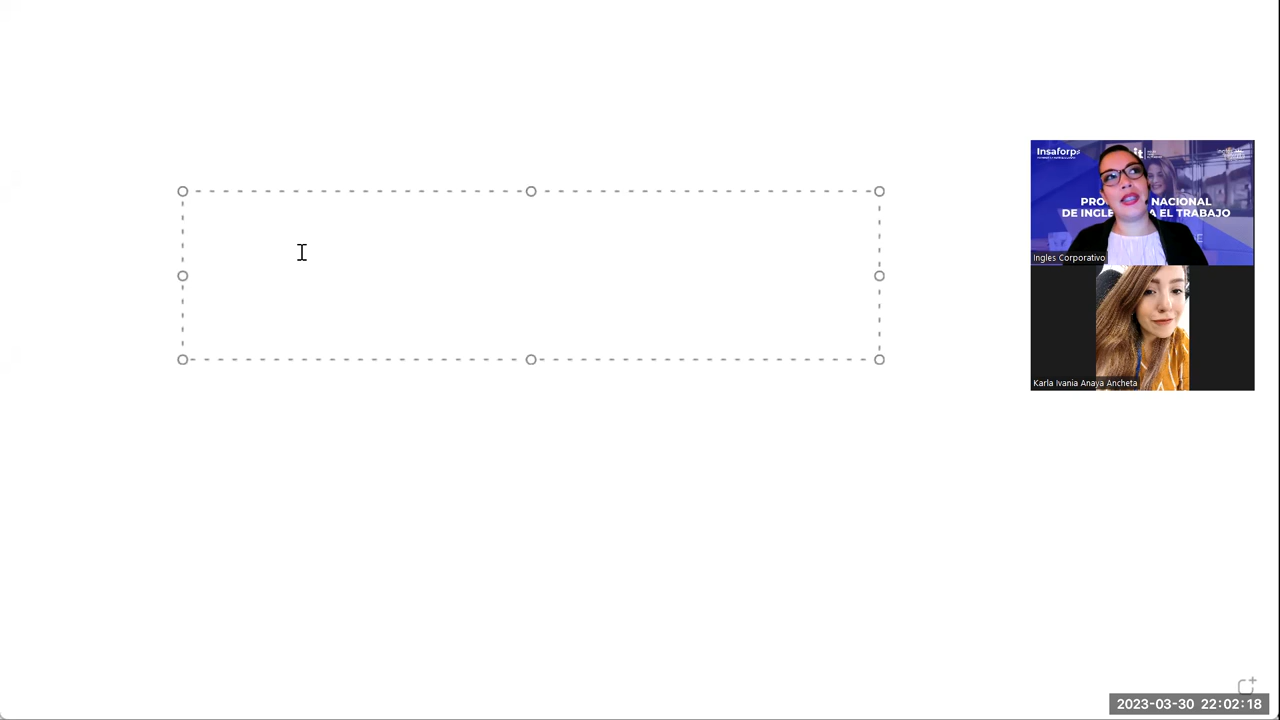 Insaforp
PRO NACIONAL
DE INGLE A EL TRABAJO
Ingles Corporativo
Karla Ivania Anaya Ancheta
2023-03-30 22:02:18